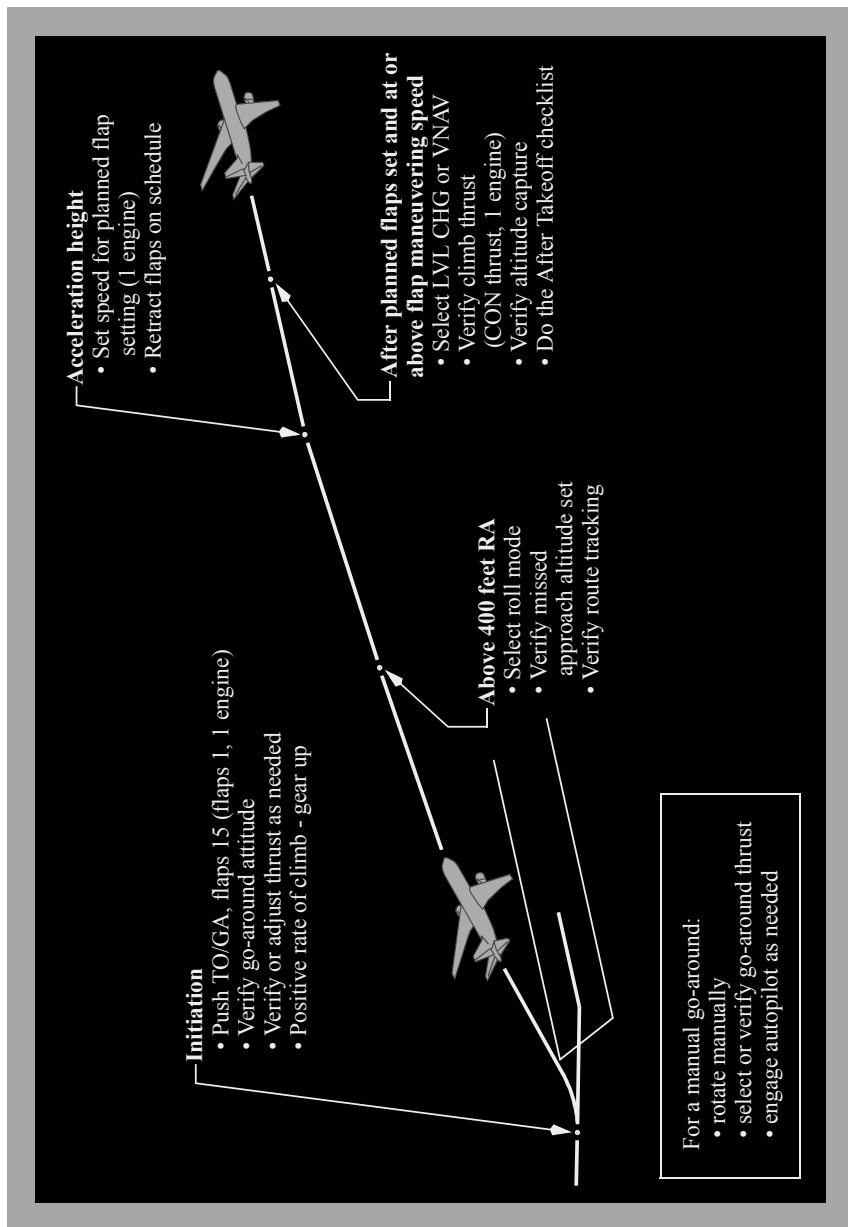 Initiation
• Push TO/GA, flaps 15 (flaps 1, 1 engine)
• Verify go-around attitude
• Verify or adjust thrust as needed
• Positive rate of climb - gear up
Above 400 feet RA
• Select roll mode
• Verify missed
approach altitude set
• Verify route tracking
Acceleration height
• Set speed for planned flap
setting (1 engine)
• Retract flaps on schedule
After planned flaps set and at or
above flap maneuvering speed
• Select LVL CHG or VNAV
• Verify climb thrust
(CON thrust, 1 engine)
• Verify altitude capture
• Do the After Takeoff checklist
For a manual go-around:
• rotate manually
• select or verify go-around thrust
• engage autopilot as needed